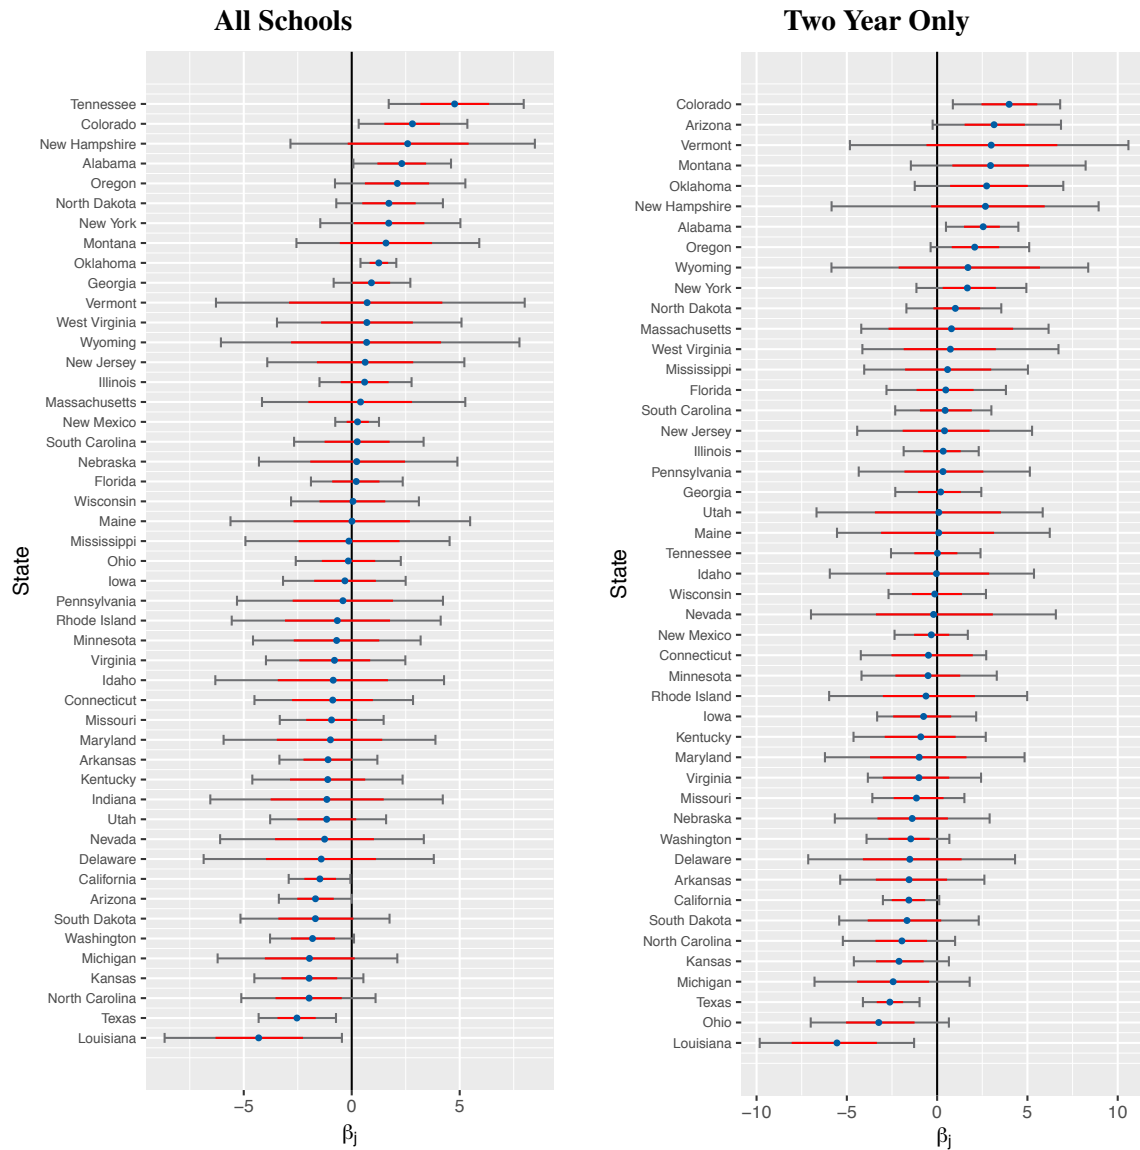 All Schools
Tennessee
Colorado
New Hampshire
Alabama
Oregon
North Dakota
New York
Montana
Oklahoma
Georgia
Vermont
West Virginia
Wyoming
New Jersey
Illinois
Massachusetts
New Mexico
South Carolina
Nebraska
Florida
Wisconsin
Maine
Mississippi
Ohio
Iowa
Pennsylvania
Rhode Island
Minnesota
Virginia
Idaho
Connecticut
Missouri
Maryland
Arkansas
Kentucky
Indiana
Utah
Nevada
Delaware
California
Arizona
South Dakota
Washington
Michigan
Kansas
North Carolina
Texas
Louisiana
State
−5 0 5
βj
Two Year Only
Colorado
Arizona
Vermont
Montana
Oklahoma
New Hampshire
Alabama
Oregon
Wyoming
New York
North Dakota
Massachusetts
West Virginia
Mississippi
Florida
South Carolina
New Jersey
Illinois
Pennsylvania
Georgia
Utah
Maine
Tennessee
Idaho
Wisconsin
Nevada
New Mexico
Connecticut
Minnesota
Rhode Island
Iowa
Kentucky
Maryland
Virginia
Missouri
Nebraska
Washington
Delaware
Arkansas
California
South Dakota
North Carolina
Kansas
Michigan
Texas
Ohio
Louisiana
State
−10 −5 0 5 10
βj